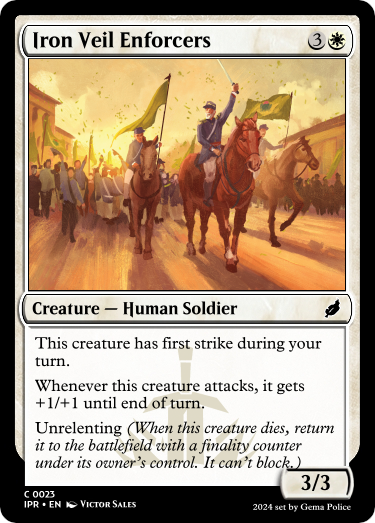 Iron Veil Enforcers 3
Creature — Human Soldier
This creature has first strike during your
turn.
Whenever this creature attacks, it gets
+1/+1 until end of turn.
Unrelenting (When this creature dies, return
it to the battlefield with a finality counter
under its owner's control. It can't block.)
3/3
C 0023
IPR • EN Victor Sales
2024 set by Gema Police